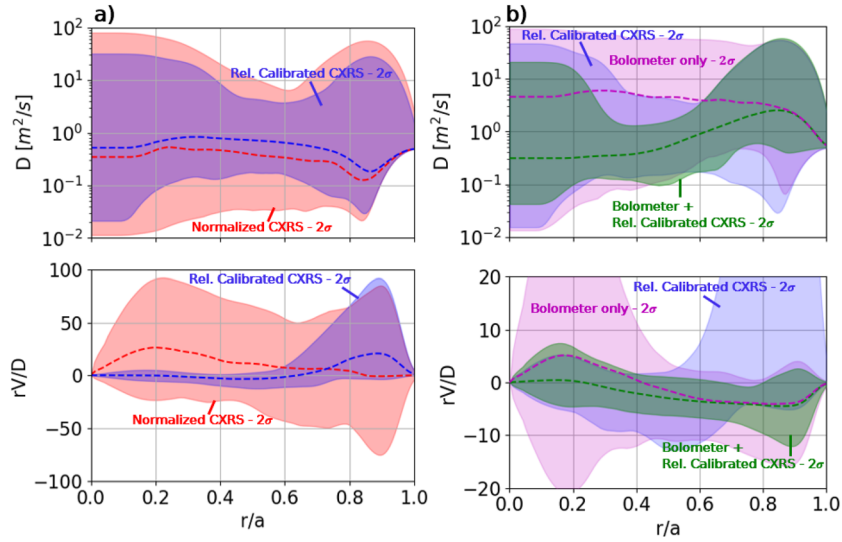 a)
b)
10²
10¹
10⁰
10⁻¹
10⁻²
D [m²/s]
Rel. Calibrated CXRS - 2σ
Normalized CXRS - 2σ
10²
10¹
10⁰
10⁻¹
10⁻²
D [m²/s]
Rel. Calibrated CXRS - 2σ
Bolometer only - 2σ
Bolometer +
Rel. Calibrated CXRS - 2σ
100
50
0
−50
−100
rV/D
Rel. Calibrated CXRS - 2σ
Normalized CXRS - 2σ
0.0 0.2 0.4 0.6 0.8 1.0
r/a
20
10
0
−10
−20
rV/D
Rel. Calibrated CXRS - 2σ
Bolometer only - 2σ
Bolometer +
Rel. Calibrated CXRS - 2σ
0.0 0.2 0.4 0.6 0.8 1.0
r/a